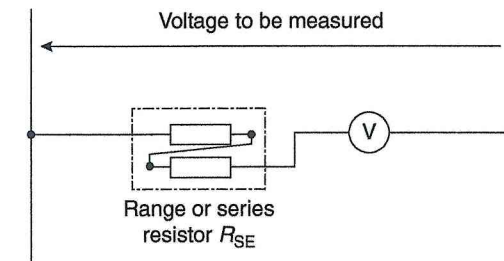 Voltage to be measured
V
Range or series
resistor RSE